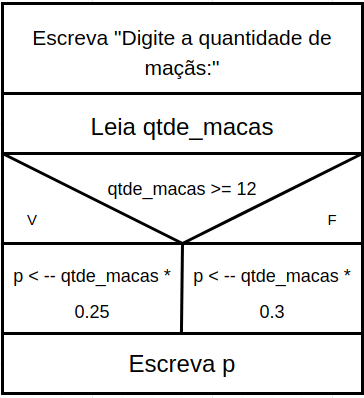 Escreva "Digite a quantidade de
maçãs:"
Leia qtde_macas
qtde_macas >= 12
V
F
p < -- qtde_macas *
0.25
p < -- qtde_macas *
0.3
Escreva p